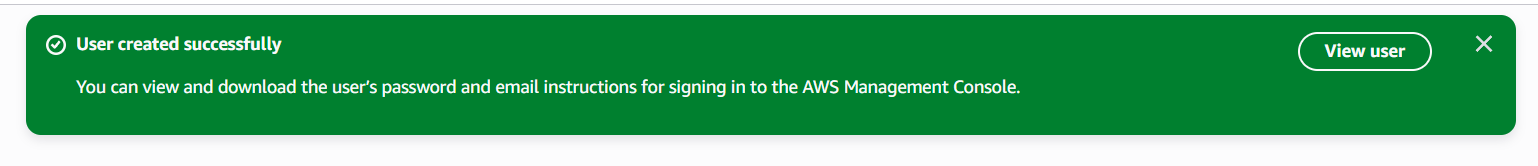 User created successfully
View user
You can view and download the user’s password and email instructions for signing in to the AWS Management Console.